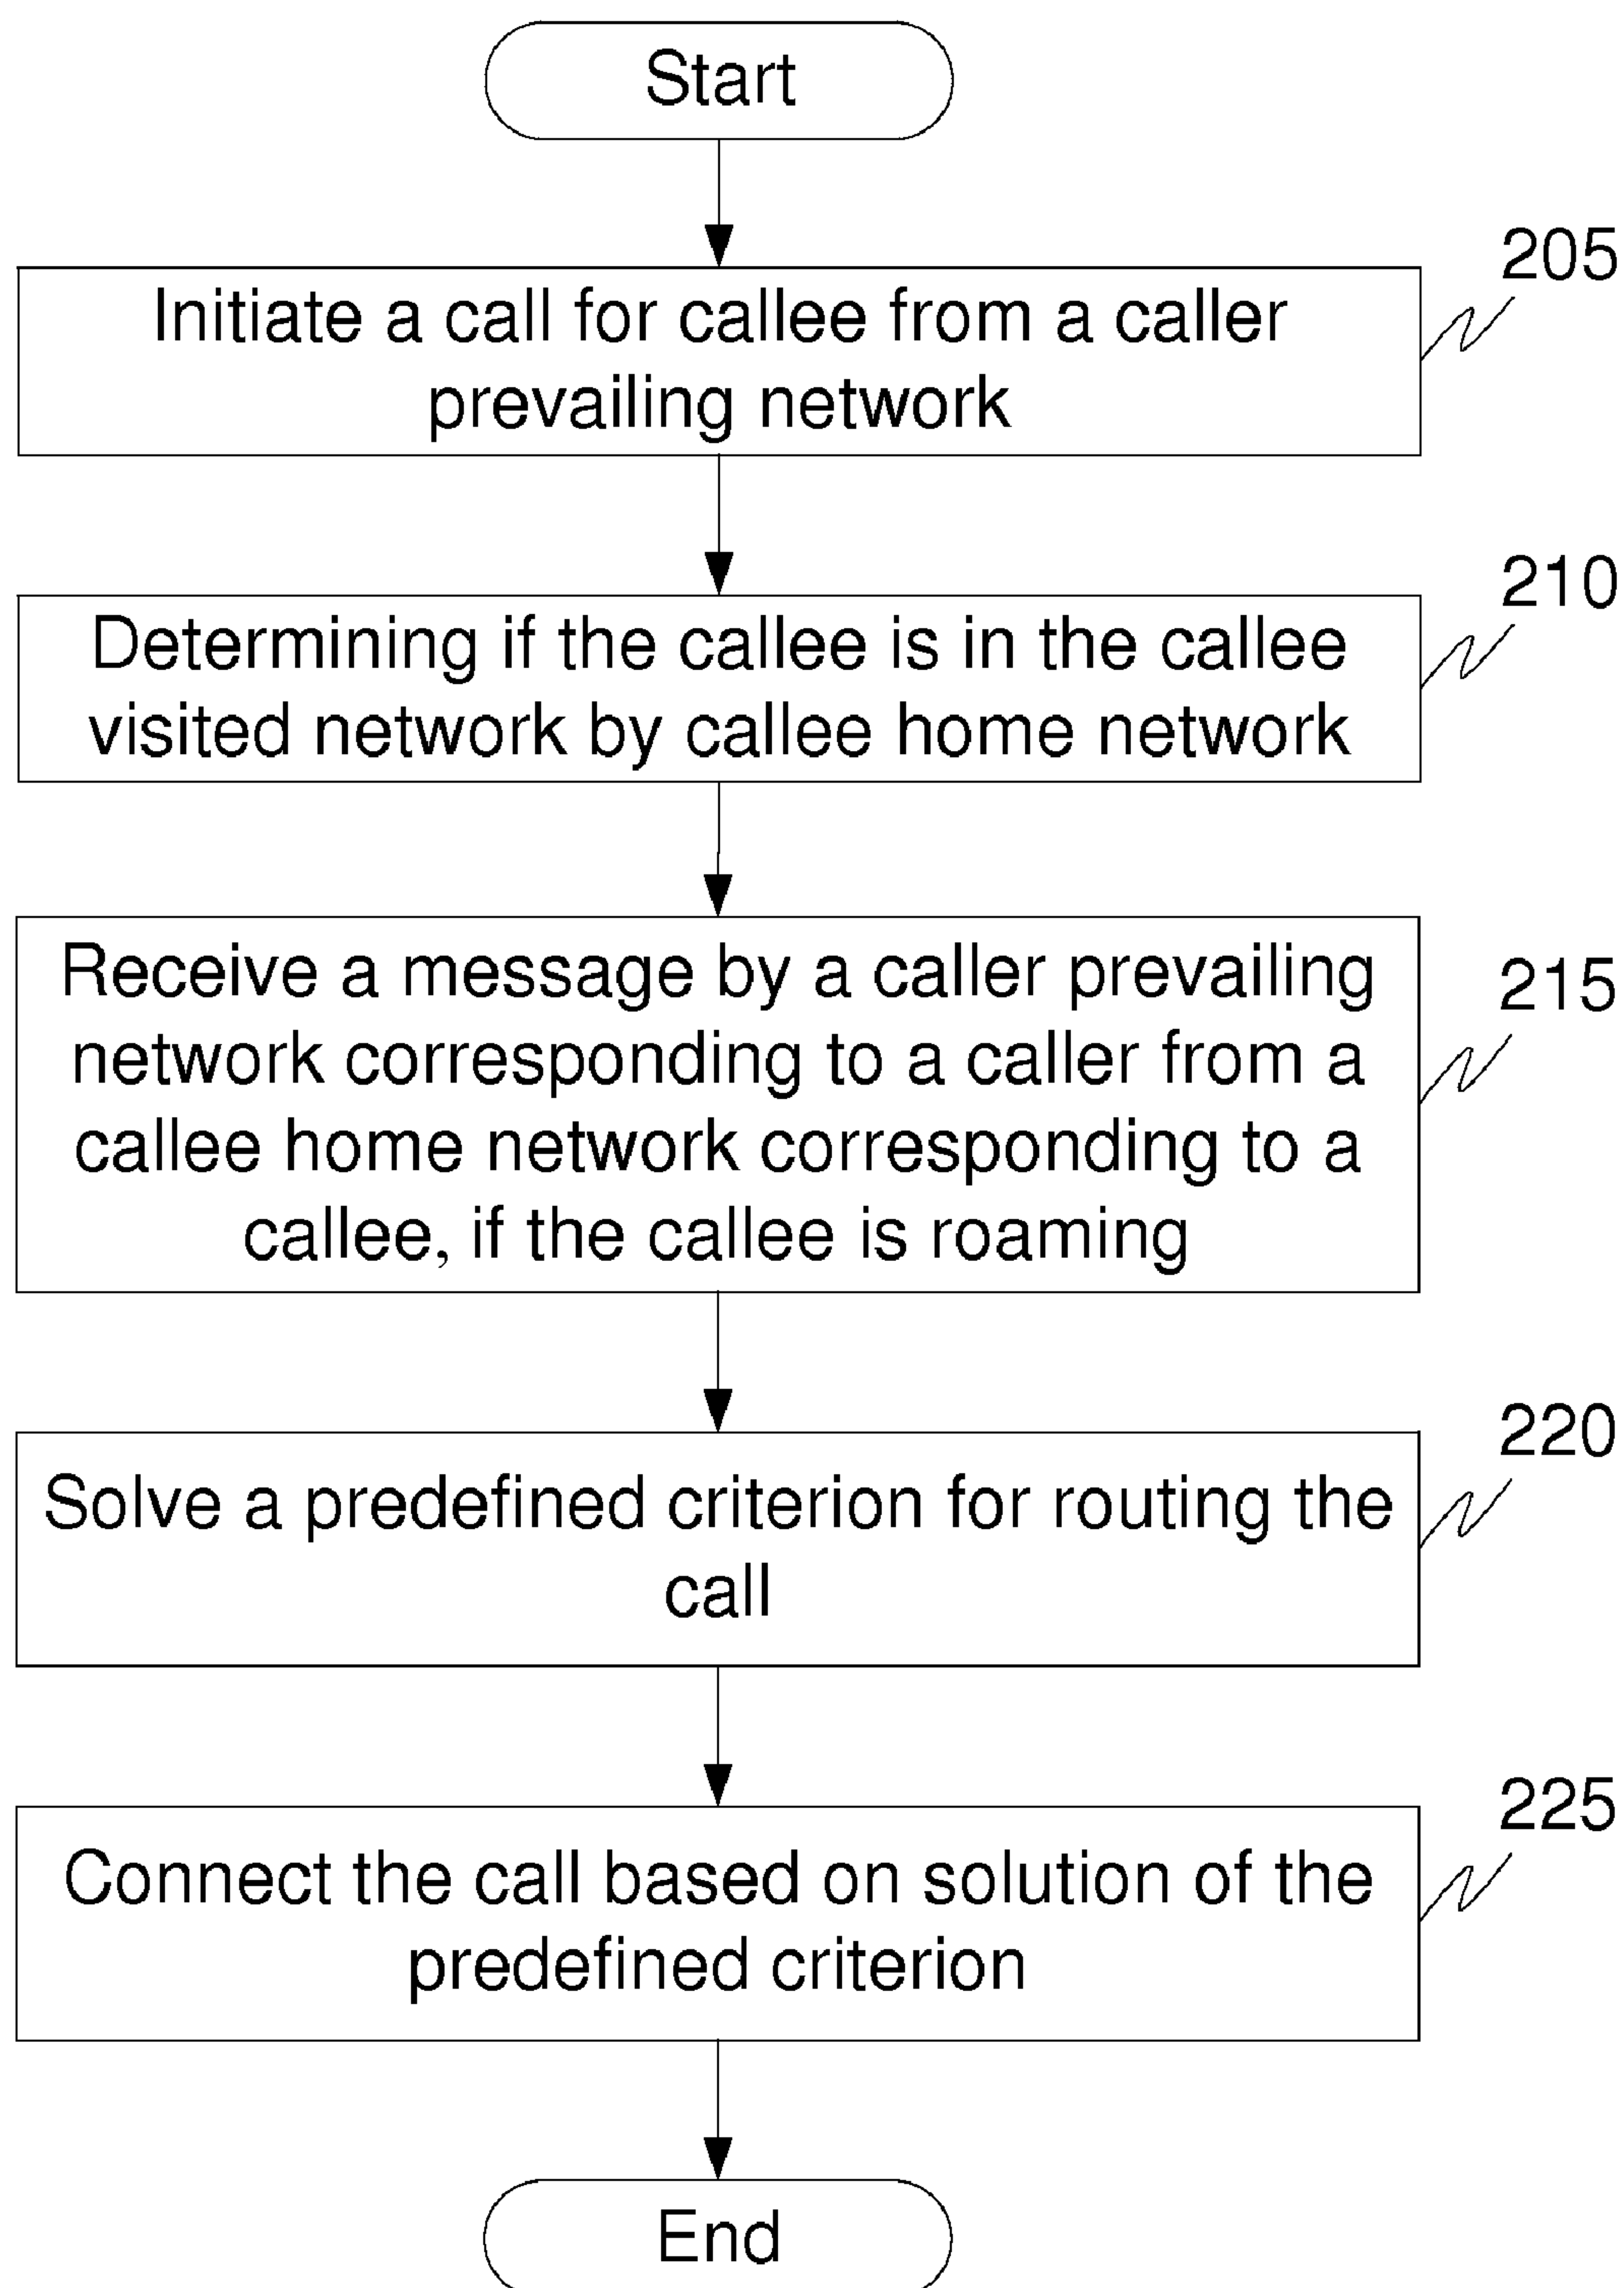 Start
205
Initiate a call for callee from a caller
prevailing network
210
Determining if the callee is in the callee
visited network by callee home network
215
Receive a message by a caller prevailing
network corresponding to a caller from a
callee home network corresponding to a
callee, if the callee is roaming
220
Solve a predefined criterion for routing the
call
225
Connect the call based on solution of the
predefined criterion
End